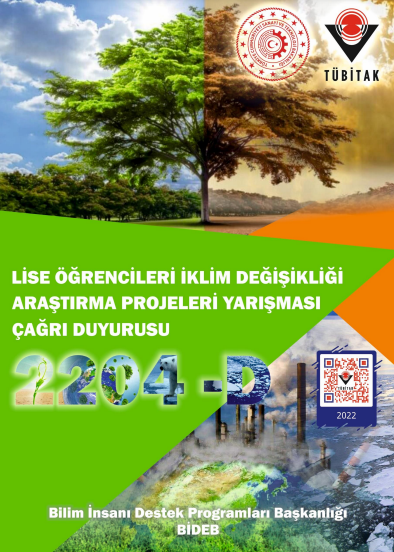 TÜBİTAK
LİSE ÖĞRENCİLERİ İKLİM DEĞİŞİKLİĞİ
ARAŞTIRMA PROJELERİ YARIŞMASI
ÇAĞRI DUYURUSU
2204-D
2022
Bilim İnsanı Destek Programları Başkanlığı
BİDEB